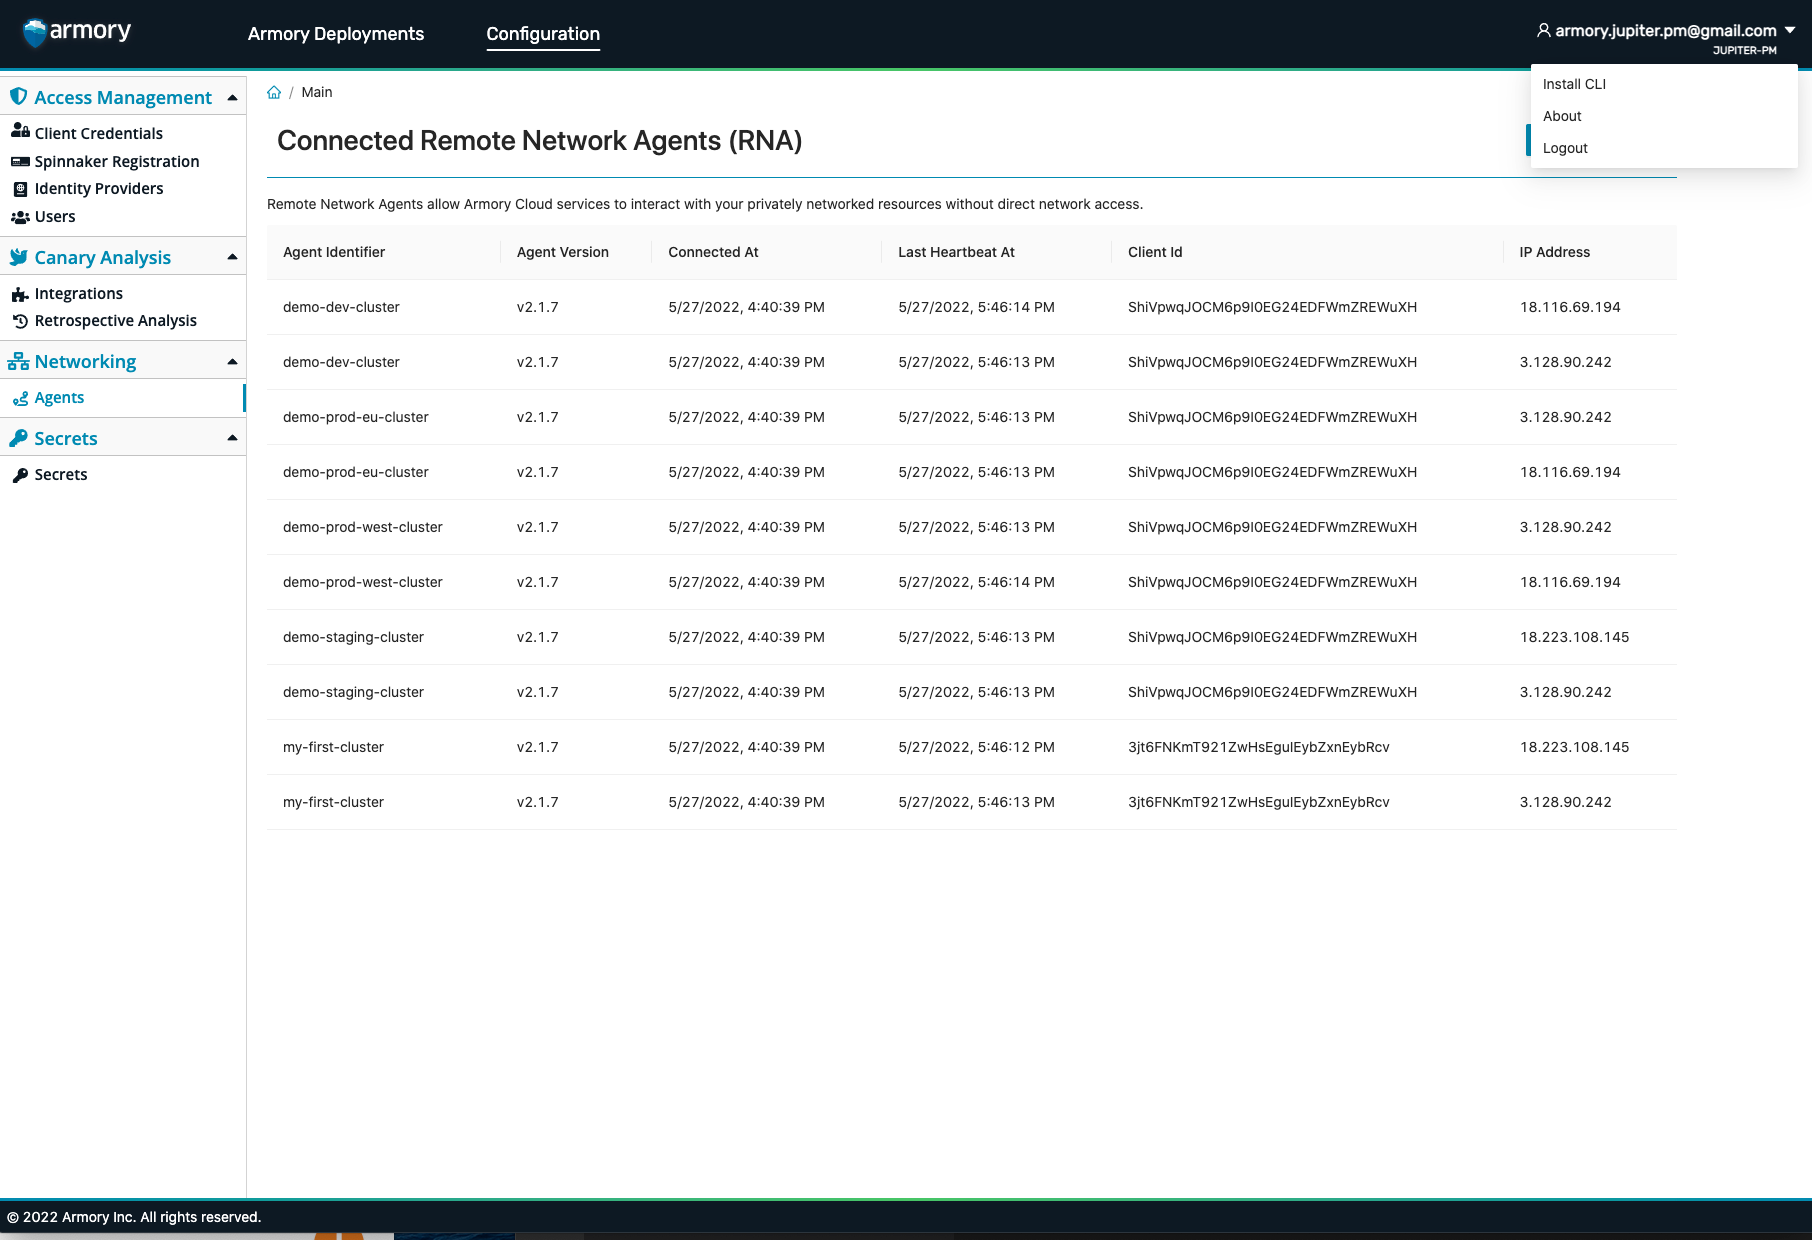 armory
Armory Deployments
Configuration
armory.jupiter.pm@gmail.com
JUPITER-PM
Install CLI
About
Logout
Access Management
Client Credentials
Spinnaker Registration
Identity Providers
Users
Canary Analysis
Integrations
Retrospective Analysis
Networking
Agents
Secrets
Secrets
/ Main
Connected Remote Network Agents (RNA)
Remote Network Agents allow Armory Cloud services to interact with your privately networked resources without direct network access.
Agent Identifier Agent Version Connected At Last Heartbeat At Client Id IP Address
demo-dev-cluster v2.1.7 5/27/2022, 4:40:39 PM 5/27/2022, 5:46:14 PM ShiVpwqJOCM6p9I0EG24EDFWmZREWuXH 18.116.69.194
demo-dev-cluster v2.1.7 5/27/2022, 4:40:39 PM 5/27/2022, 5:46:13 PM ShiVpwqJOCM6p9I0EG24EDFWmZREWuXH 3.128.90.242
demo-prod-eu-cluster v2.1.7 5/27/2022, 4:40:39 PM 5/27/2022, 5:46:13 PM ShiVpwqJOCM6p9I0EG24EDFWmZREWuXH 3.128.90.242
demo-prod-eu-cluster v2.1.7 5/27/2022, 4:40:39 PM 5/27/2022, 5:46:13 PM ShiVpwqJOCM6p9I0EG24EDFWmZREWuXH 18.116.69.194
demo-prod-west-cluster v2.1.7 5/27/2022, 4:40:39 PM 5/27/2022, 5:46:13 PM ShiVpwqJOCM6p9I0EG24EDFWmZREWuXH 3.128.90.242
demo-prod-west-cluster v2.1.7 5/27/2022, 4:40:39 PM 5/27/2022, 5:46:14 PM ShiVpwqJOCM6p9I0EG24EDFWmZREWuXH 18.116.69.194
demo-staging-cluster v2.1.7 5/27/2022, 4:40:39 PM 5/27/2022, 5:46:13 PM ShiVpwqJOCM6p9I0EG24EDFWmZREWuXH 18.223.108.145
demo-staging-cluster v2.1.7 5/27/2022, 4:40:39 PM 5/27/2022, 5:46:13 PM ShiVpwqJOCM6p9I0EG24EDFWmZREWuXH 3.128.90.242
my-first-cluster v2.1.7 5/27/2022, 4:40:39 PM 5/27/2022, 5:46:12 PM 3jt6FNKmT921ZwHsEgulEybZxnEybRcv 18.223.108.145
my-first-cluster v2.1.7 5/27/2022, 4:40:39 PM 5/27/2022, 5:46:13 PM 3jt6FNKmT921ZwHsEgulEybZxnEybRcv 3.128.90.242
© 2022 Armory Inc. All rights reserved.